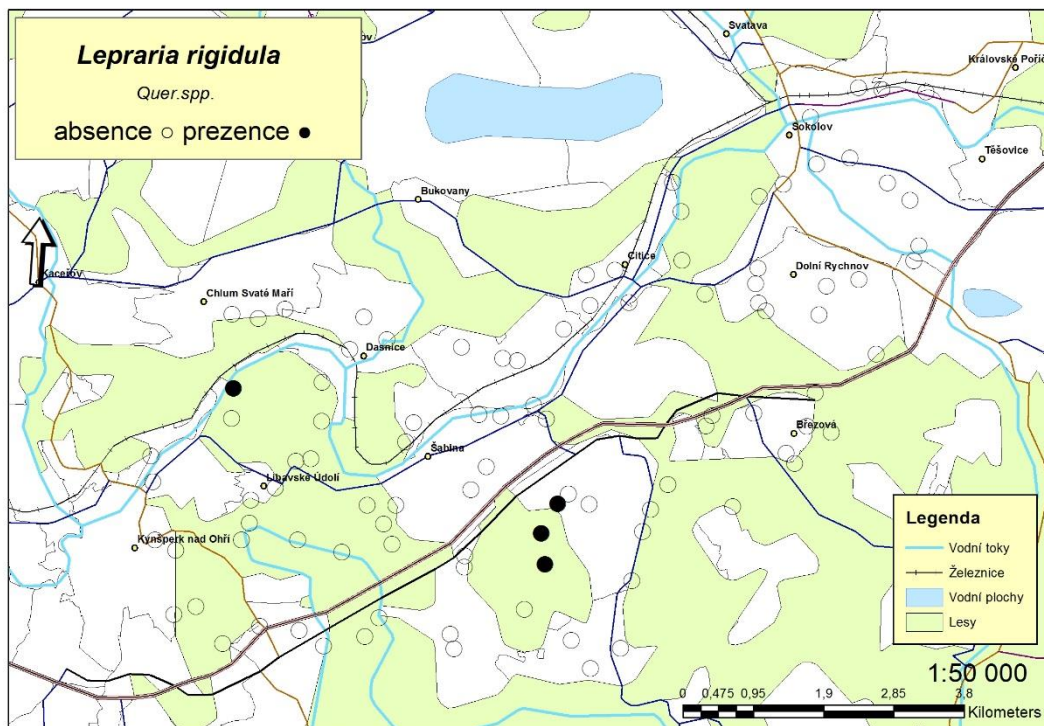 Lepraria rigidula
Quer.spp.
absence ○ prezence ●
Svatava
Královské Poříč
Sokolov
Těšovice
Bukovany
Citice
Dolní Rychnov
Kaceřov
Chlum Svaté Maří
Dasnice
Březová
Šabina
Libavské Údolí
Kynšperk nad Ohří
Legenda
Vodní toky
Železnice
Vodní plochy
Lesy
1:50 000
0 0,475 0,95 1,9 2,85 3,8
Kilometers